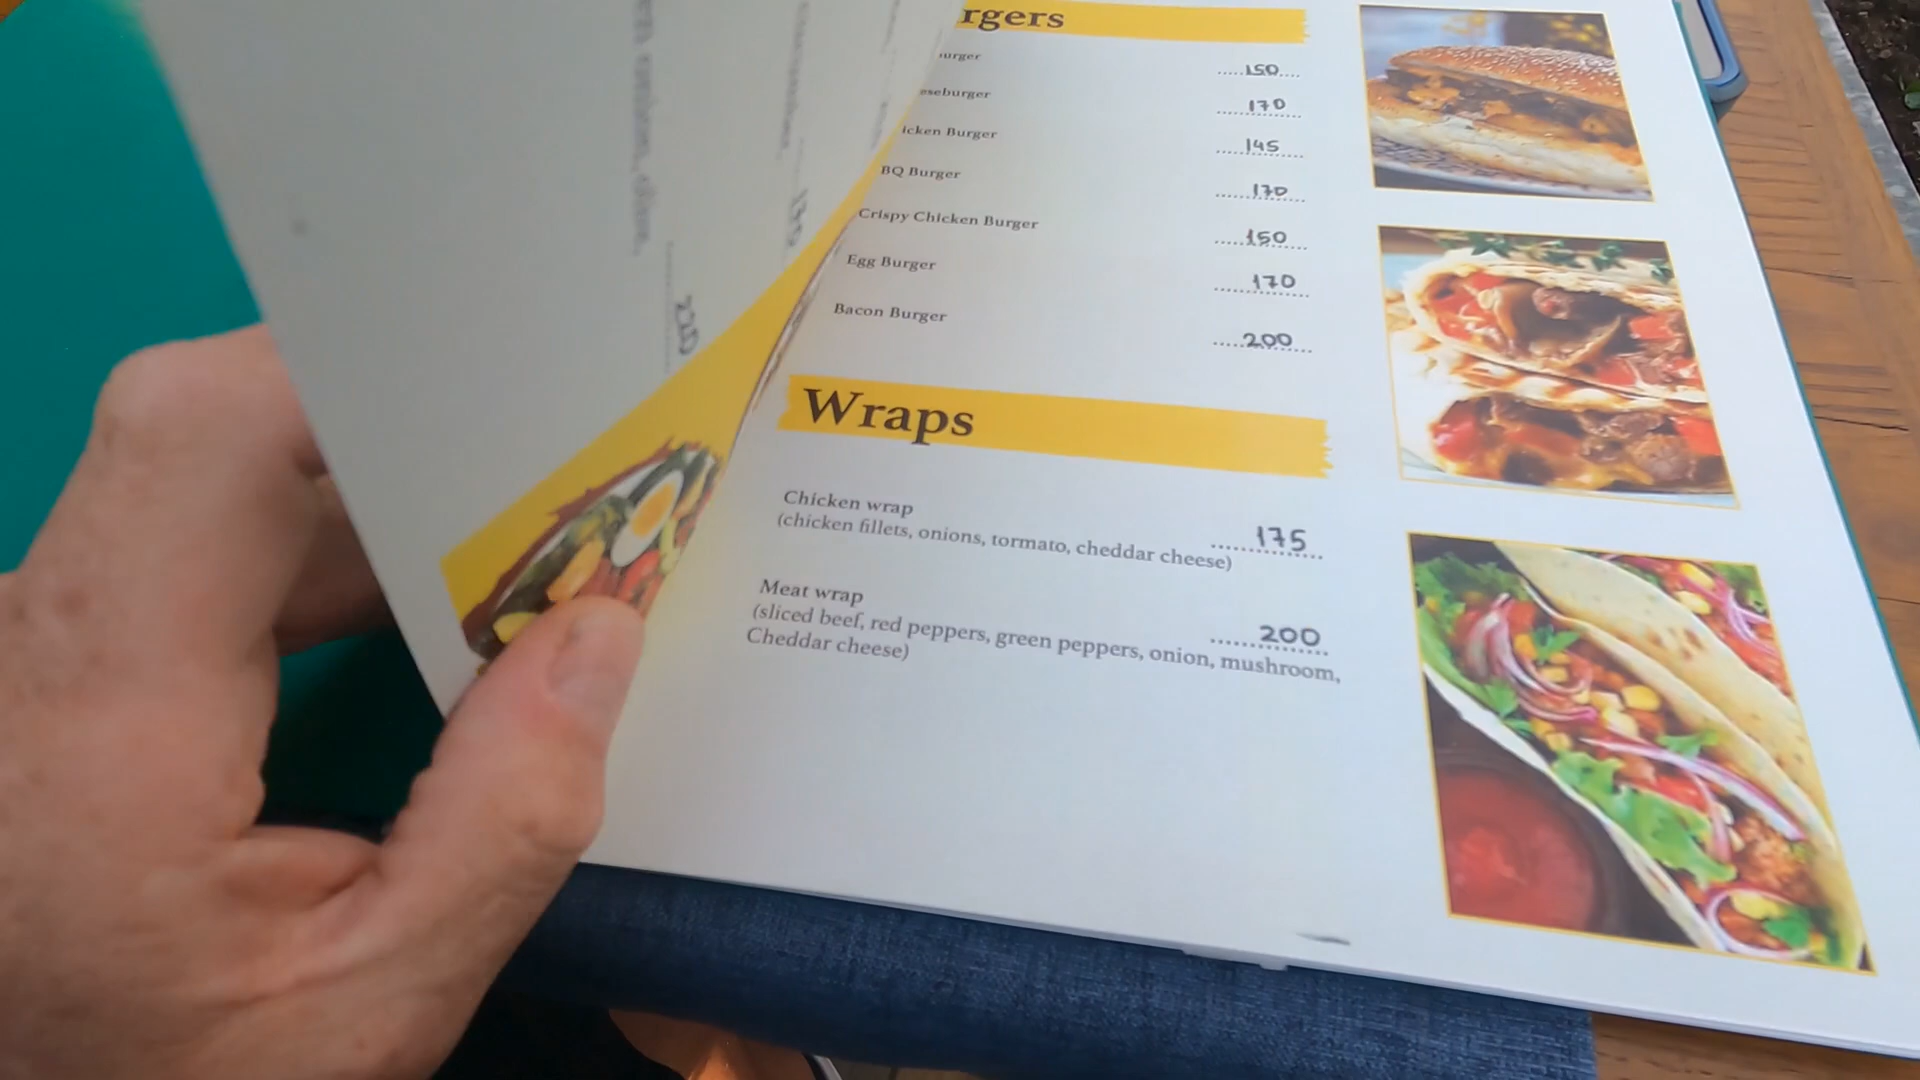 rgers
urger ......150....
eseburger ......170......
icken Burger ......145......
BQ Burger ......170......
Crispy Chicken Burger ......150......
Egg Burger ......170......
Bacon Burger ......200......
Wraps
Chicken wrap
(chicken fillets, onions, tormato, cheddar cheese) ......175......
Meat wrap
(sliced beef, red peppers, green peppers, onion, mushroom, ......200......
Cheddar cheese)
220